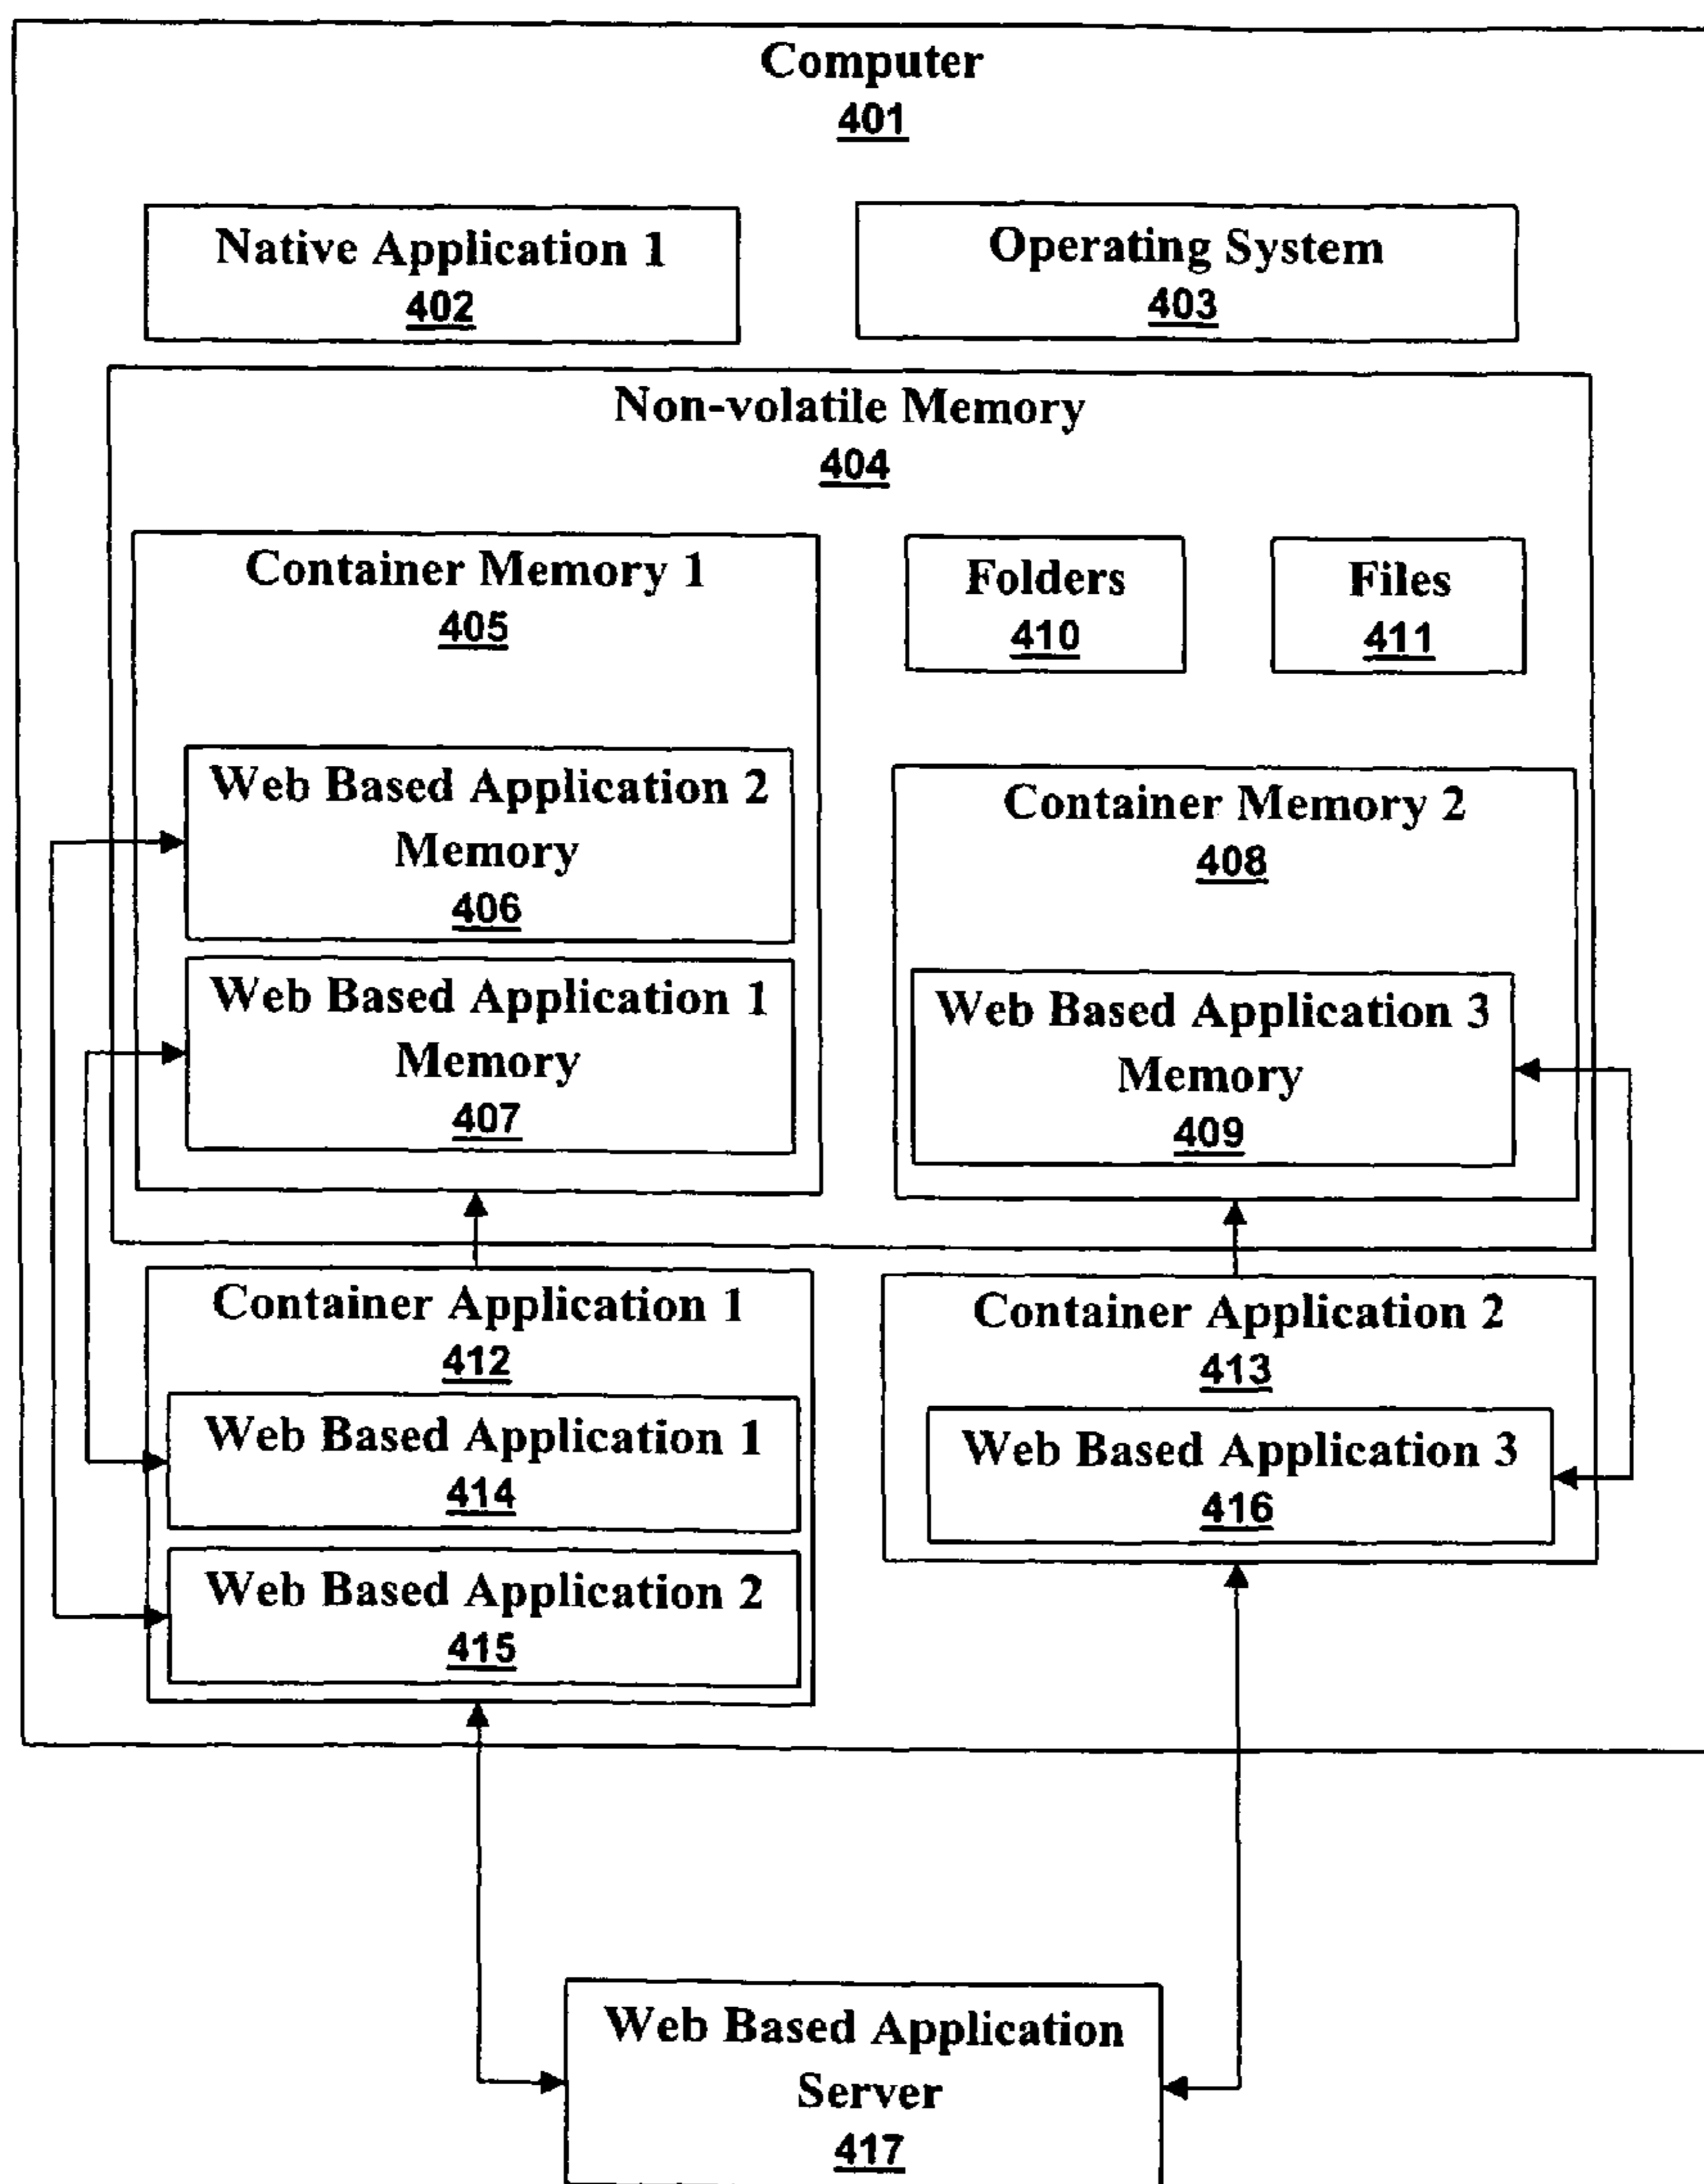 Computer
401
Native Application 1
402
Operating System
403
Non-volatile Memory
404
Container Memory 1
405
Folders
410
Files
411
Web Based Application 2
Memory
406
Web Based Application 1
Memory
407
Container Memory 2
408
Web Based Application 3
Memory
409
Container Application 1
412
Web Based Application 1
414
Web Based Application 2
415
Container Application 2
413
Web Based Application 3
416
Web Based Application
Server
417